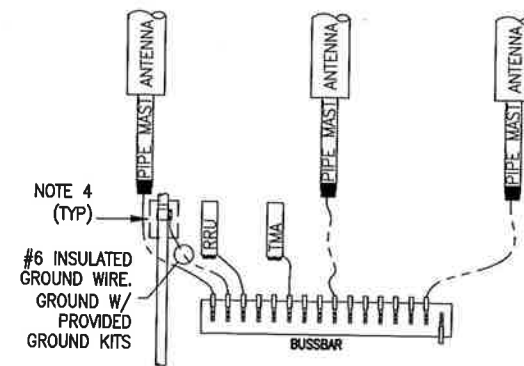 ANTENNA
PIPE MAST
ANTENNA
PIPE MAST
ANTENNA
PIPE MAST
NOTE 4
(TYP)
RRU
TMA
#6 INSULATED
GROUND WIRE.
GROUND W/
PROVIDED
GROUND KITS
BUSSBAR